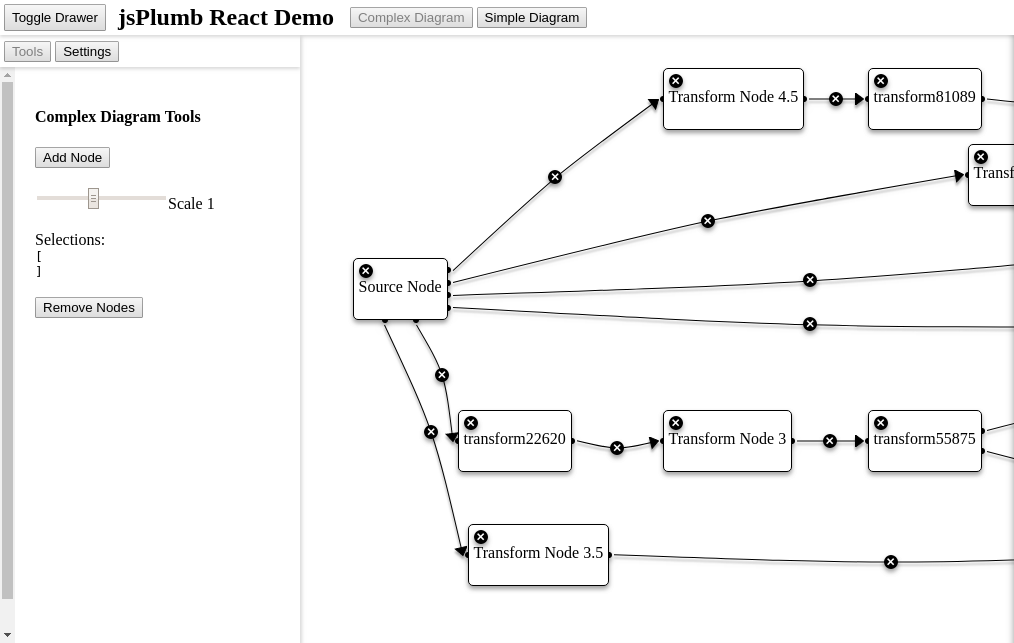 Toggle Drawer jsPlumb React Demo Complex Diagram Simple Diagram
Tools Settings
Complex Diagram Tools
Add Node
Scale 1
Selections:
[
]
Remove Nodes
Transform Node 4.5
transform81089
Transf
Source Node
transform22620
Transform Node 3
transform55875
Transform Node 3.5